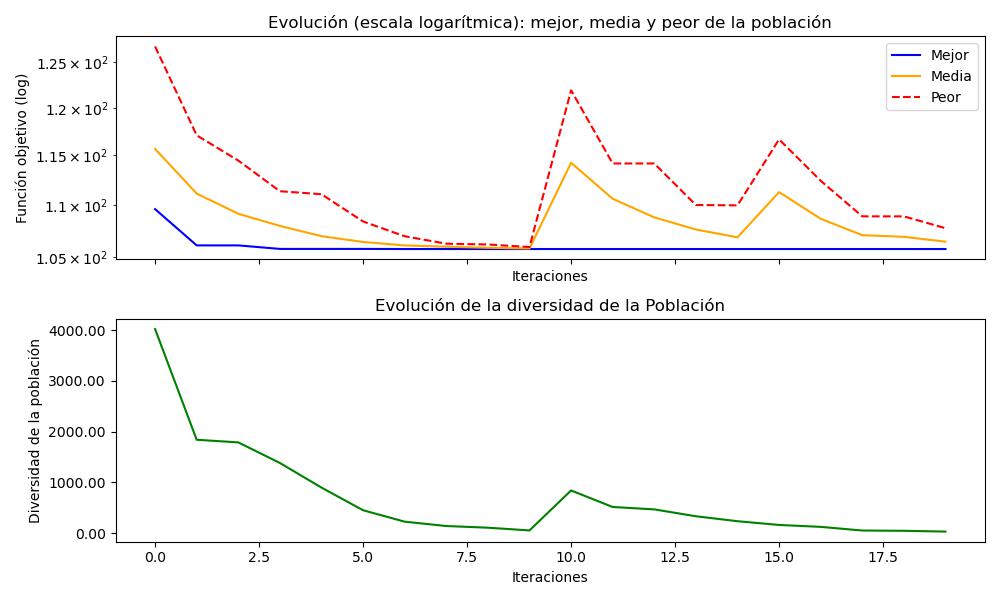 Evolución (escala logarítmica): mejor, media y peor de la población
Función objetivo (log)
1.25 × 10²
1.2 × 10²
1.15 × 10²
1.1 × 10²
1.05 × 10²
Mejor
Media
Peor
Iteraciones
Evolución de la diversidad de la Población
Diversidad de la población
4000.00
3000.00
2000.00
1000.00
0.00
0.0 2.5 5.0 7.5 10.0 12.5 15.0 17.5
Iteraciones